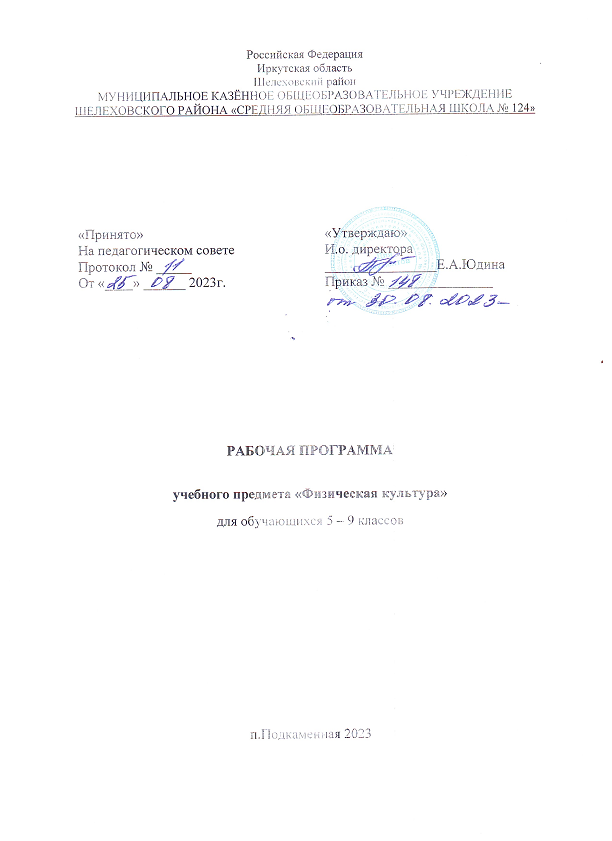 Российская Федерация
Иркутская область
Шелеховский район
МУНИЦИПАЛЬНОЕ КАЗЁННОЕ ОБЩЕОБРАЗОВАТЕЛЬНОЕ УЧРЕЖДЕНИЕ
ШЕЛЕХОВСКОГО РАЙОНА «СРЕДНЯЯ ОБЩЕОБРАЗОВАТЕЛЬНАЯ ШКОЛА № 124»
«Принято»
На педагогическом совете
Протокол № 11
От «25» 08 2023г.
«Утверждаю»
И.о. директора
Е.А.Юдина
Приказ № 148
от 30.08.2023
РАБОЧАЯ ПРОГРАММА
учебного предмета «Физическая культура»
для обучающихся 5 – 9 классов
п.Подкаменная 2023